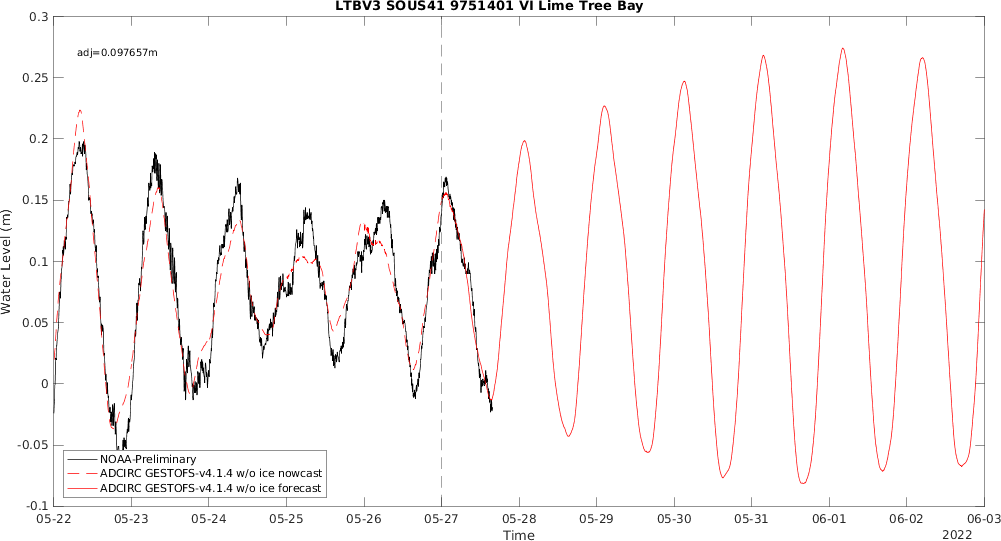 LTBV3 SOUS41 9751401 VI Lime Tree Bay
adj=0.097657m
0.3
0.25
0.2
0.15
0.1
0.05
0
-0.05
-0.1
Water Level (m)
NOAA-Preliminary
ADCIRC GESTOFS-v4.1.4 w/o ice nowcast
ADCIRC GESTOFS-v4.1.4 w/o ice forecast
05-22 05-23 05-24 05-25 05-26 05-27 05-28 05-29 05-30 05-31 06-01 06-02 06-03
Time
2022